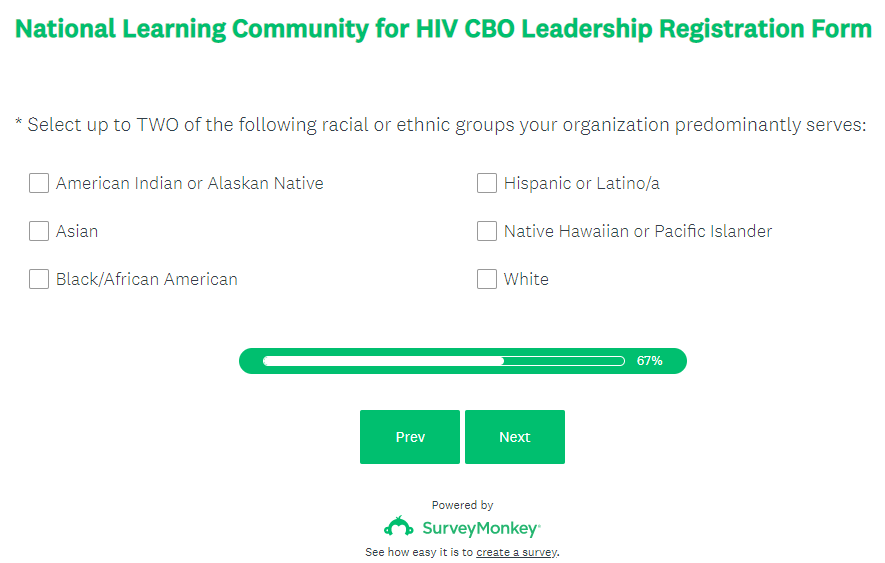 National Learning Community for HIV CBO Leadership Registration Form
* Select up to TWO of the following racial or ethnic groups your organization predominantly serves:
American Indian or Alaskan Native
Hispanic or Latino/a
Asian
Native Hawaiian or Pacific Islander
Black/African American
White
67%
Prev
Next
Powered by
SurveyMonkey
See how easy it is to create a survey.